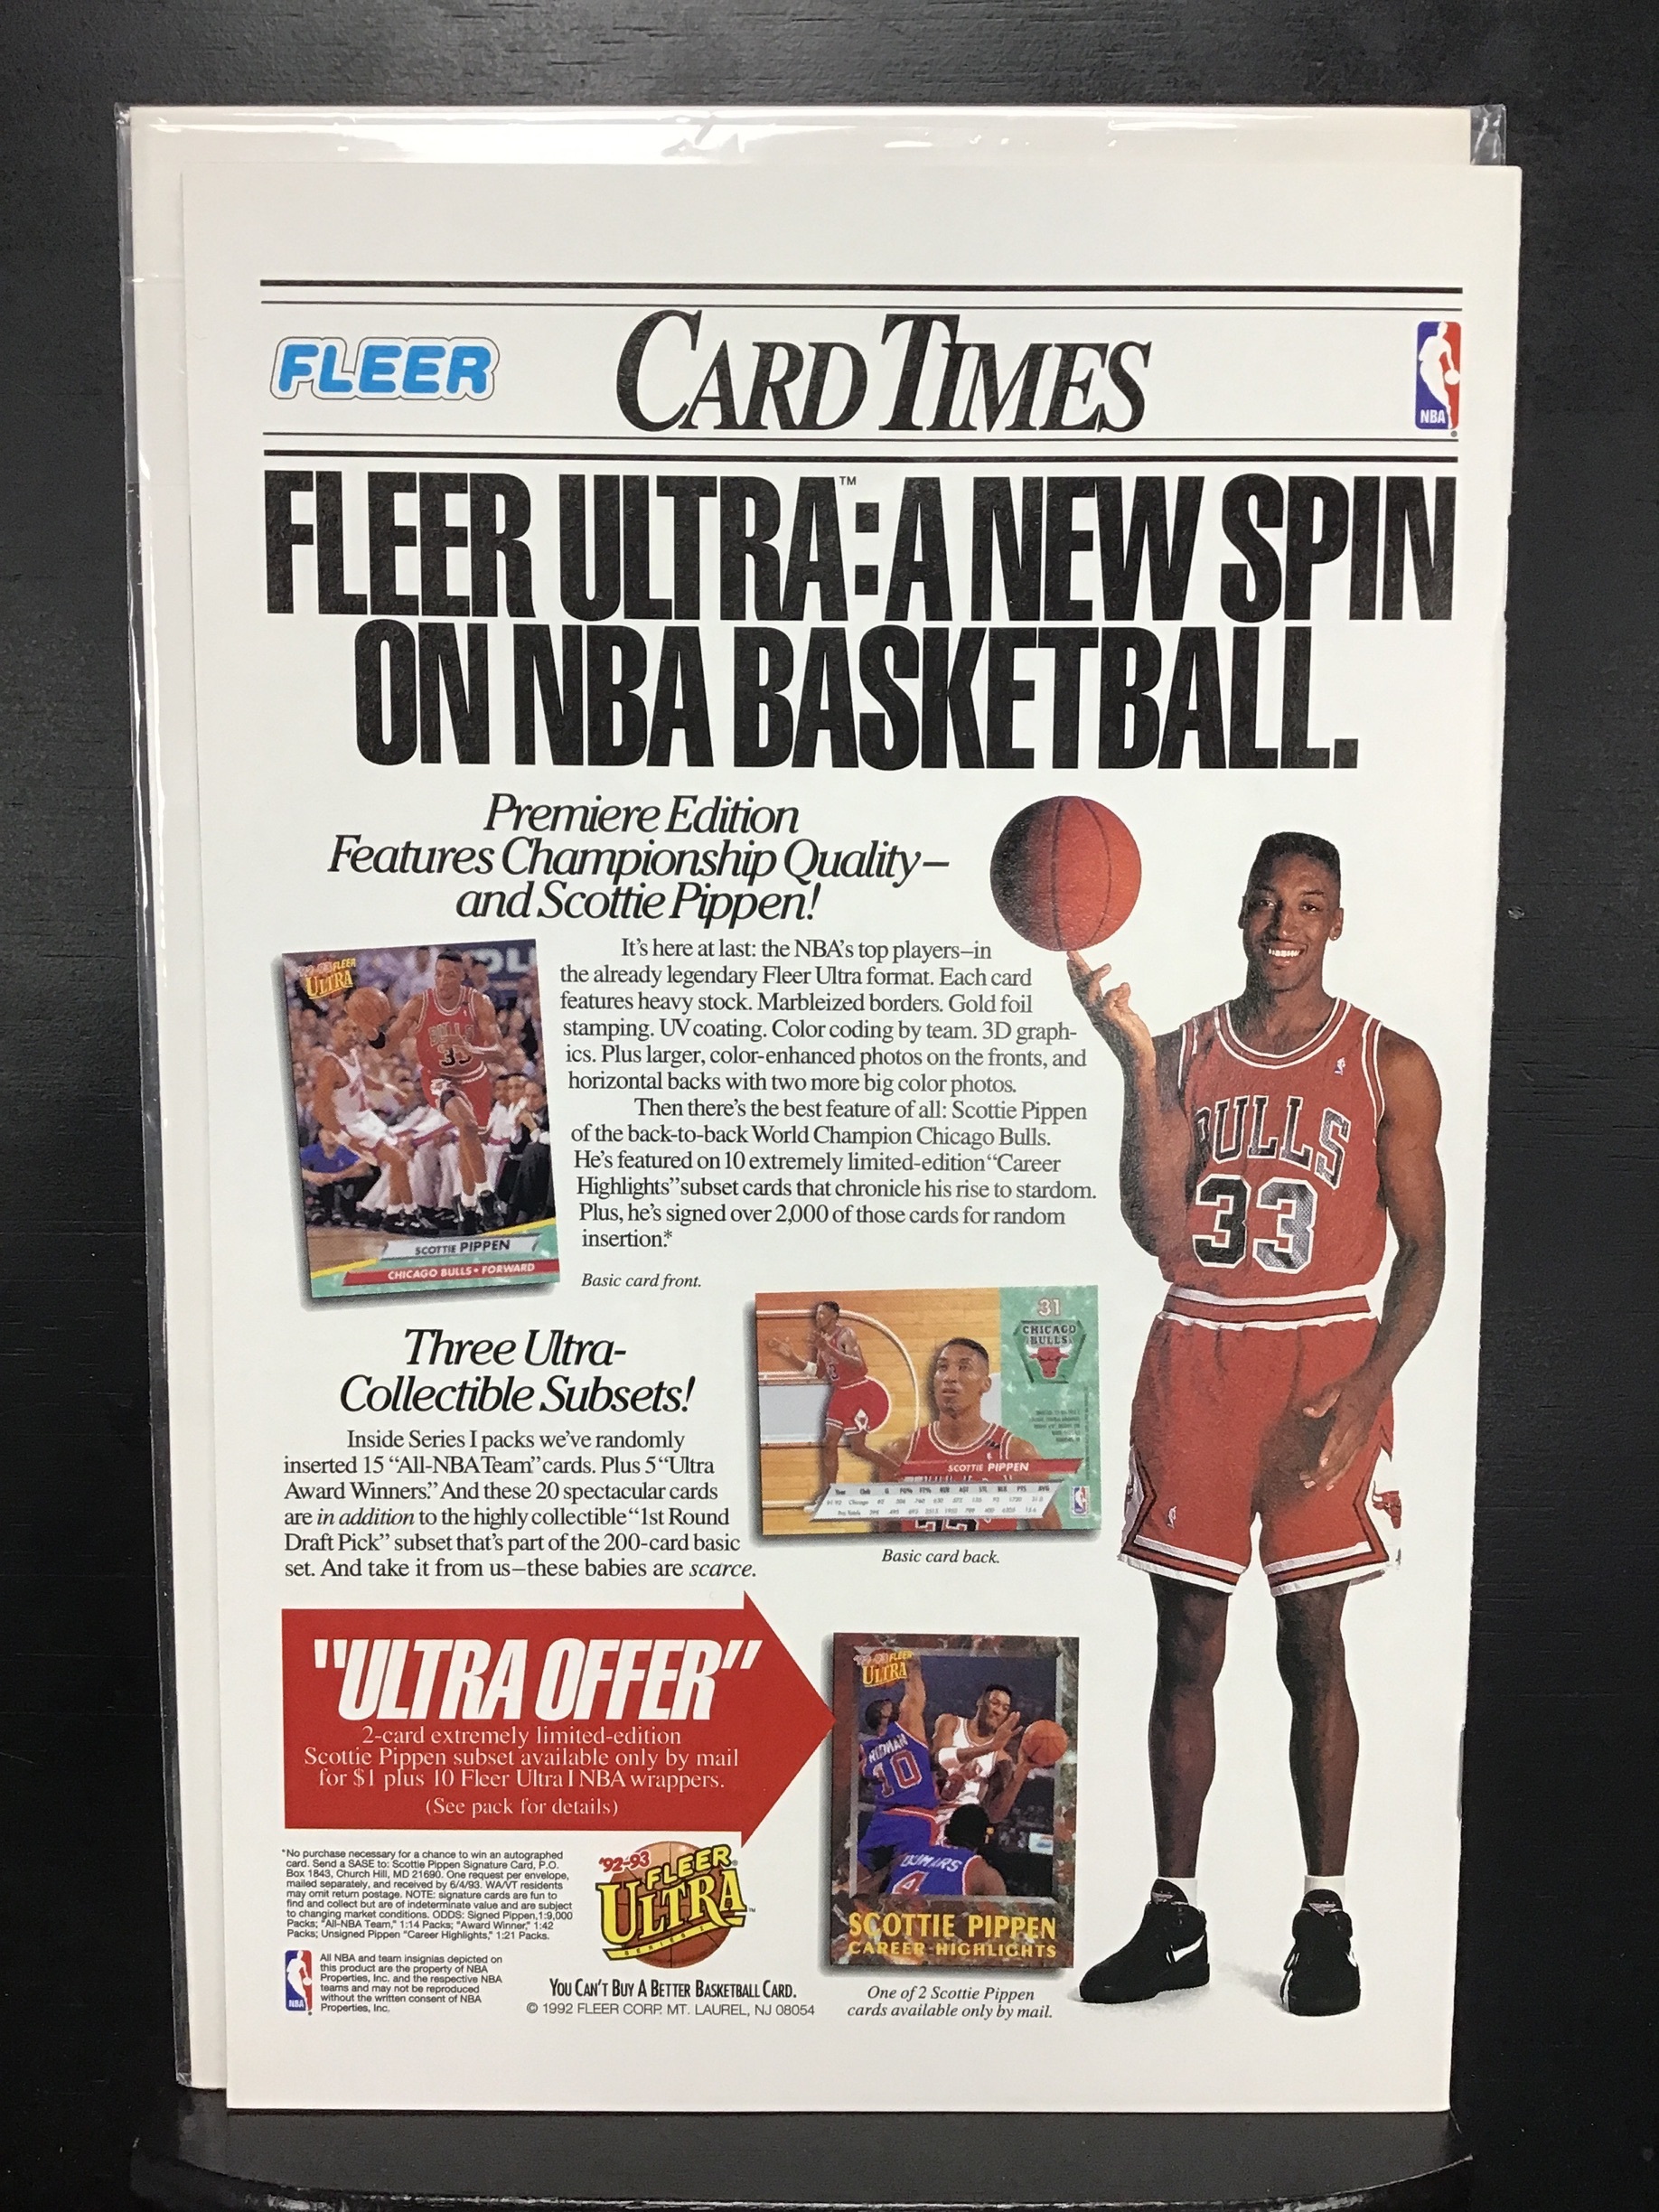 FLEER
CARD TIMES
NBA
FLEER ULTRA™: A NEW SPIN
ON NBA BASKETBALL.
Premiere Edition
Features Championship Quality–
and Scottie Pippen!
It's here at last: the NBA's top players–in
the already legendary Fleer Ultra format. Each card
features heavy stock. Marbleized borders. Gold foil
stamping. UV coating. Color coding by team. 3D graph-
ics. Plus larger, color-enhanced photos on the fronts, and
horizontal backs with two more big color photos.
Then there's the best feature of all: Scottie Pippen
of the back-to-back World Champion Chicago Bulls.
He's featured on 10 extremely limited-edition "Career
Highlights" subset cards that chronicle his rise to stardom.
Plus, he's signed over 2,000 of those cards for random
insertion.*
FLEER
ULTRA
BULLS
33
SCOTTIE PIPPEN
CHICAGO BULLS • FORWARD
Basic card front.
BULLS
33
Three Ultra-
Collectible Subsets!
Inside Series I packs we've randomly
inserted 15 "All-NBA Team" cards. Plus 5 "Ultra
Award Winners." And these 20 spectacular cards
are in addition to the highly collectible "1st Round
Draft Pick" subset that's part of the 200-card basic
set. And take it from us–these babies are scarce.
31
CHICAGO
BULLS
SCOTTIE PIPPEN
Basic card back.
"ULTRA OFFER"
2-card extremely limited-edition
Scottie Pippen subset available only by mail
for $1 plus 10 Fleer Ultra I NBA wrappers.
(See pack for details)
'92-93 FLEER
ULTRA
RODMAN
10
DUMARS
4
SCOTTIE PIPPEN
CAREER HIGHLIGHTS
One of 2 Scottie Pippen
cards available only by mail.
*No purchase necessary for a chance to win an autographed
card. Send a SASE to: Scottie Pippen Signature Card, P.O.
Box 1843, Church Hill, MD 21690. One request per envelope,
mailed separately, and received by 6/4/93. WA/VT residents
may omit return postage. NOTE: signature cards are fun to
find and collect but are of indeterminate value and are subject
to changing market conditions. ODDS: Signed Pippen, 1:9,000
Packs; "All-NBA Team," 1:14 Packs; "Award Winner," 1:42
Packs; Unsigned Pippen "Career Highlights," 1:21 Packs.
NBA
All NBA and team insignias depicted on
this product are the property of NBA
Properties, Inc. and the respective NBA
teams and may not be reproduced
without the written consent of NBA
Properties, Inc.
'92-93
FLEER®
ULTRA™
SERIES I
YOU CAN'T BUY A BETTER BASKETBALL CARD.
© 1992 FLEER CORP. MT. LAUREL, NJ 08054